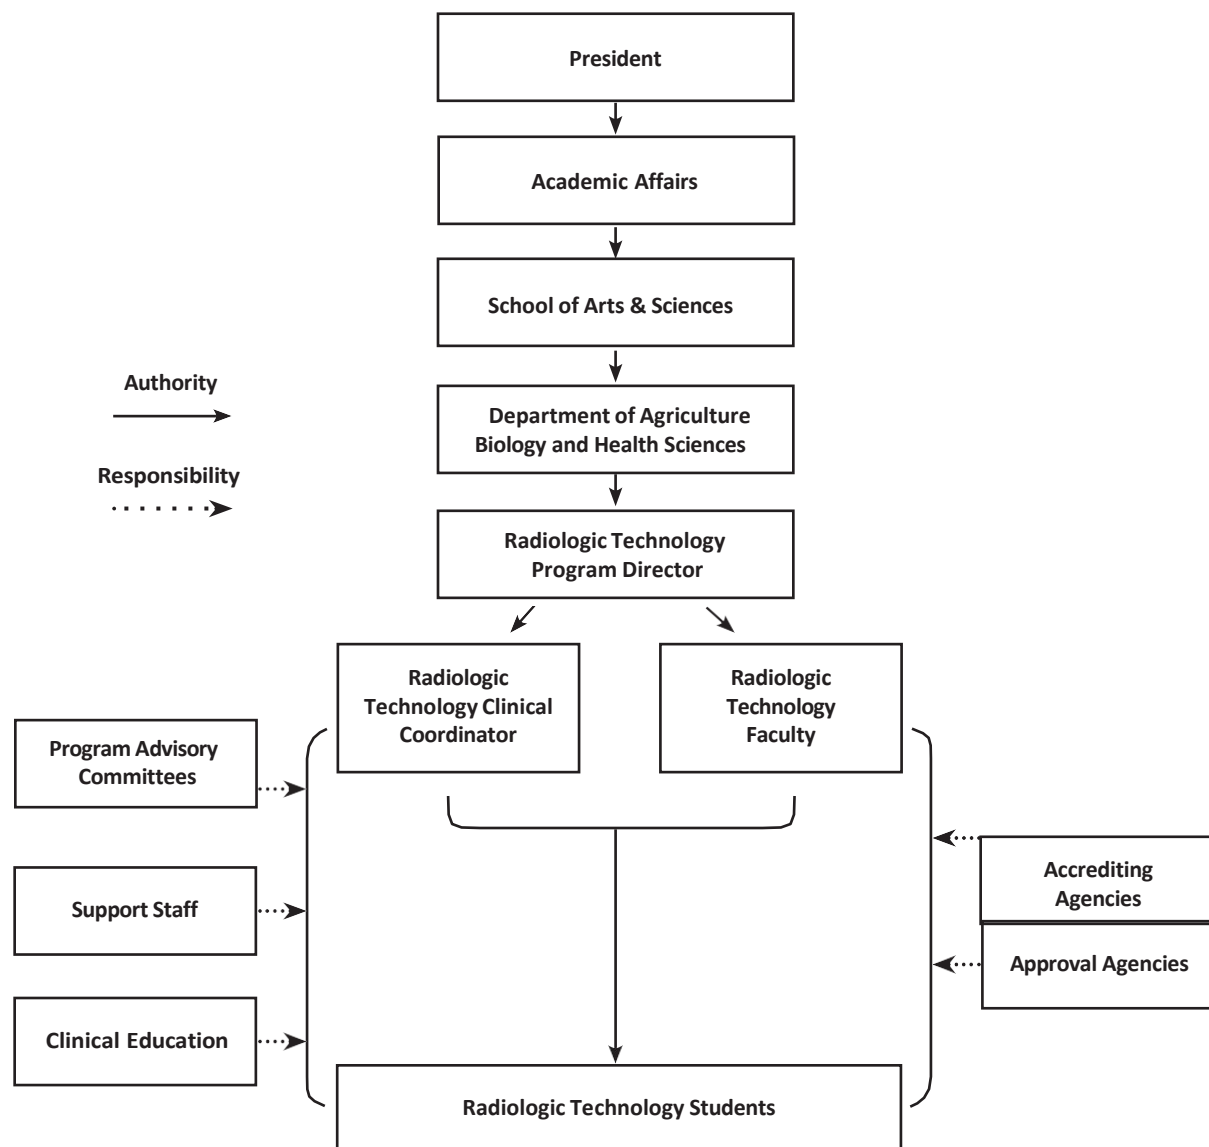 President
Academic Affairs
School of Arts & Sciences
Authority
Department of Agriculture
Biology and Health Sciences
Responsibility
Radiologic Technology
Program Director
Radiologic
Technology Clinical
Coordinator
Radiologic
Technology
Faculty
Program Advisory
Committees
Accrediting
Agencies
Support Staff
Approval Agencies
Clinical Education
Radiologic Technology Students